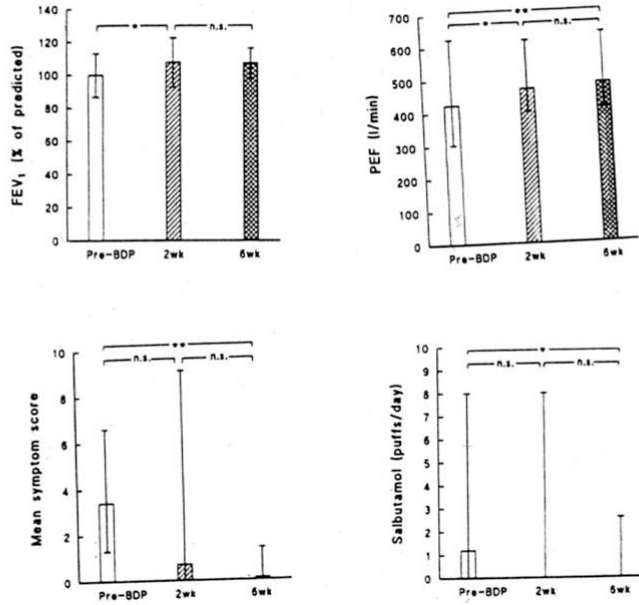 FEV₁ (% of predicted)
140
120
100
80
60
40
20
0
*
n.s.
Pre-BDP
2wk
6wk
PEF (l/min)
700
600
500
400
300
200
100
0
**
*
n.s.
Pre-BDP
2wk
6wk
Mean symptom score
10
8
6
4
2
0
**
n.s.
n.s.
Pre-BDP
2wk
6wk
Salbutamol (puffs/day)
10
9
8
7
6
5
4
3
2
1
0
*
n.s.
n.s.
Pre-BDP
2wk
6wk